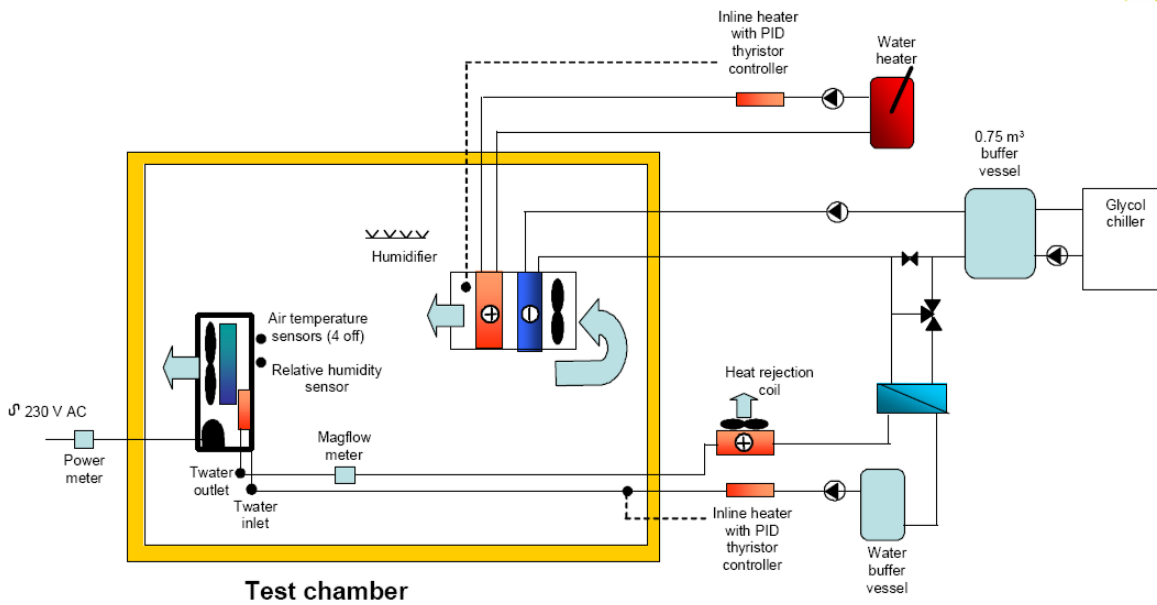 Inline heater
with PID
thyristor
controller
Water
heater
0.75 m³
buffer
vessel
Glycol
chiller
Humidifier
Air temperature
sensors (4 off)
Relative humidity
sensor
Heat rejection
coil
230 V AC
Power
meter
Magflow
meter
Twater
outlet
Twater
inlet
Inline heater
with PID
thyristor
controller
Water
buffer
vessel
Test chamber